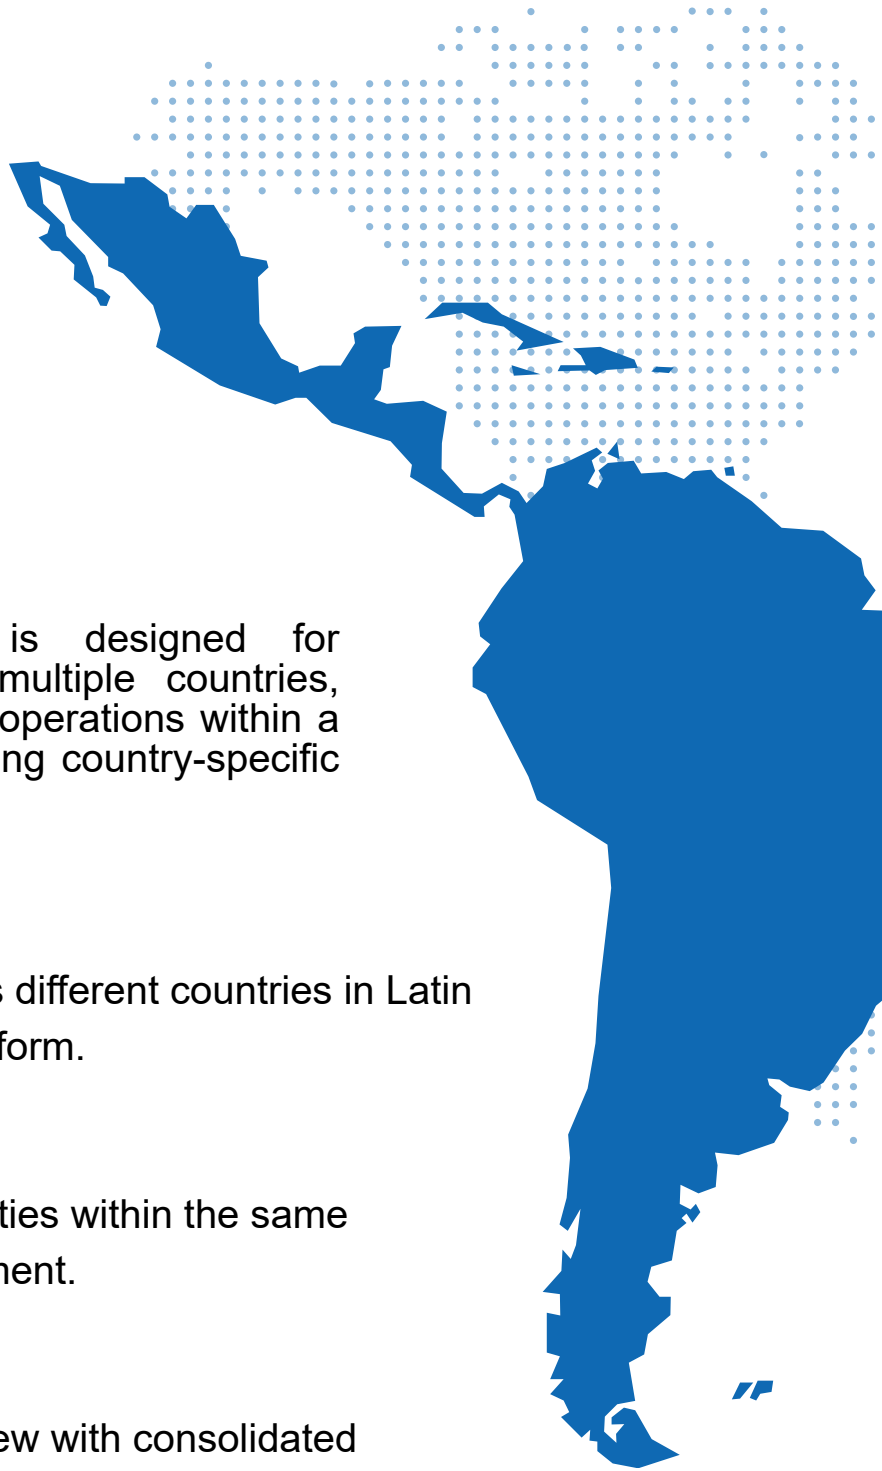 is designed for
multiple countries,
operations within a
ng country-specific
s different countries in Latin
form.
ties within the same
ment.
ew with consolidated